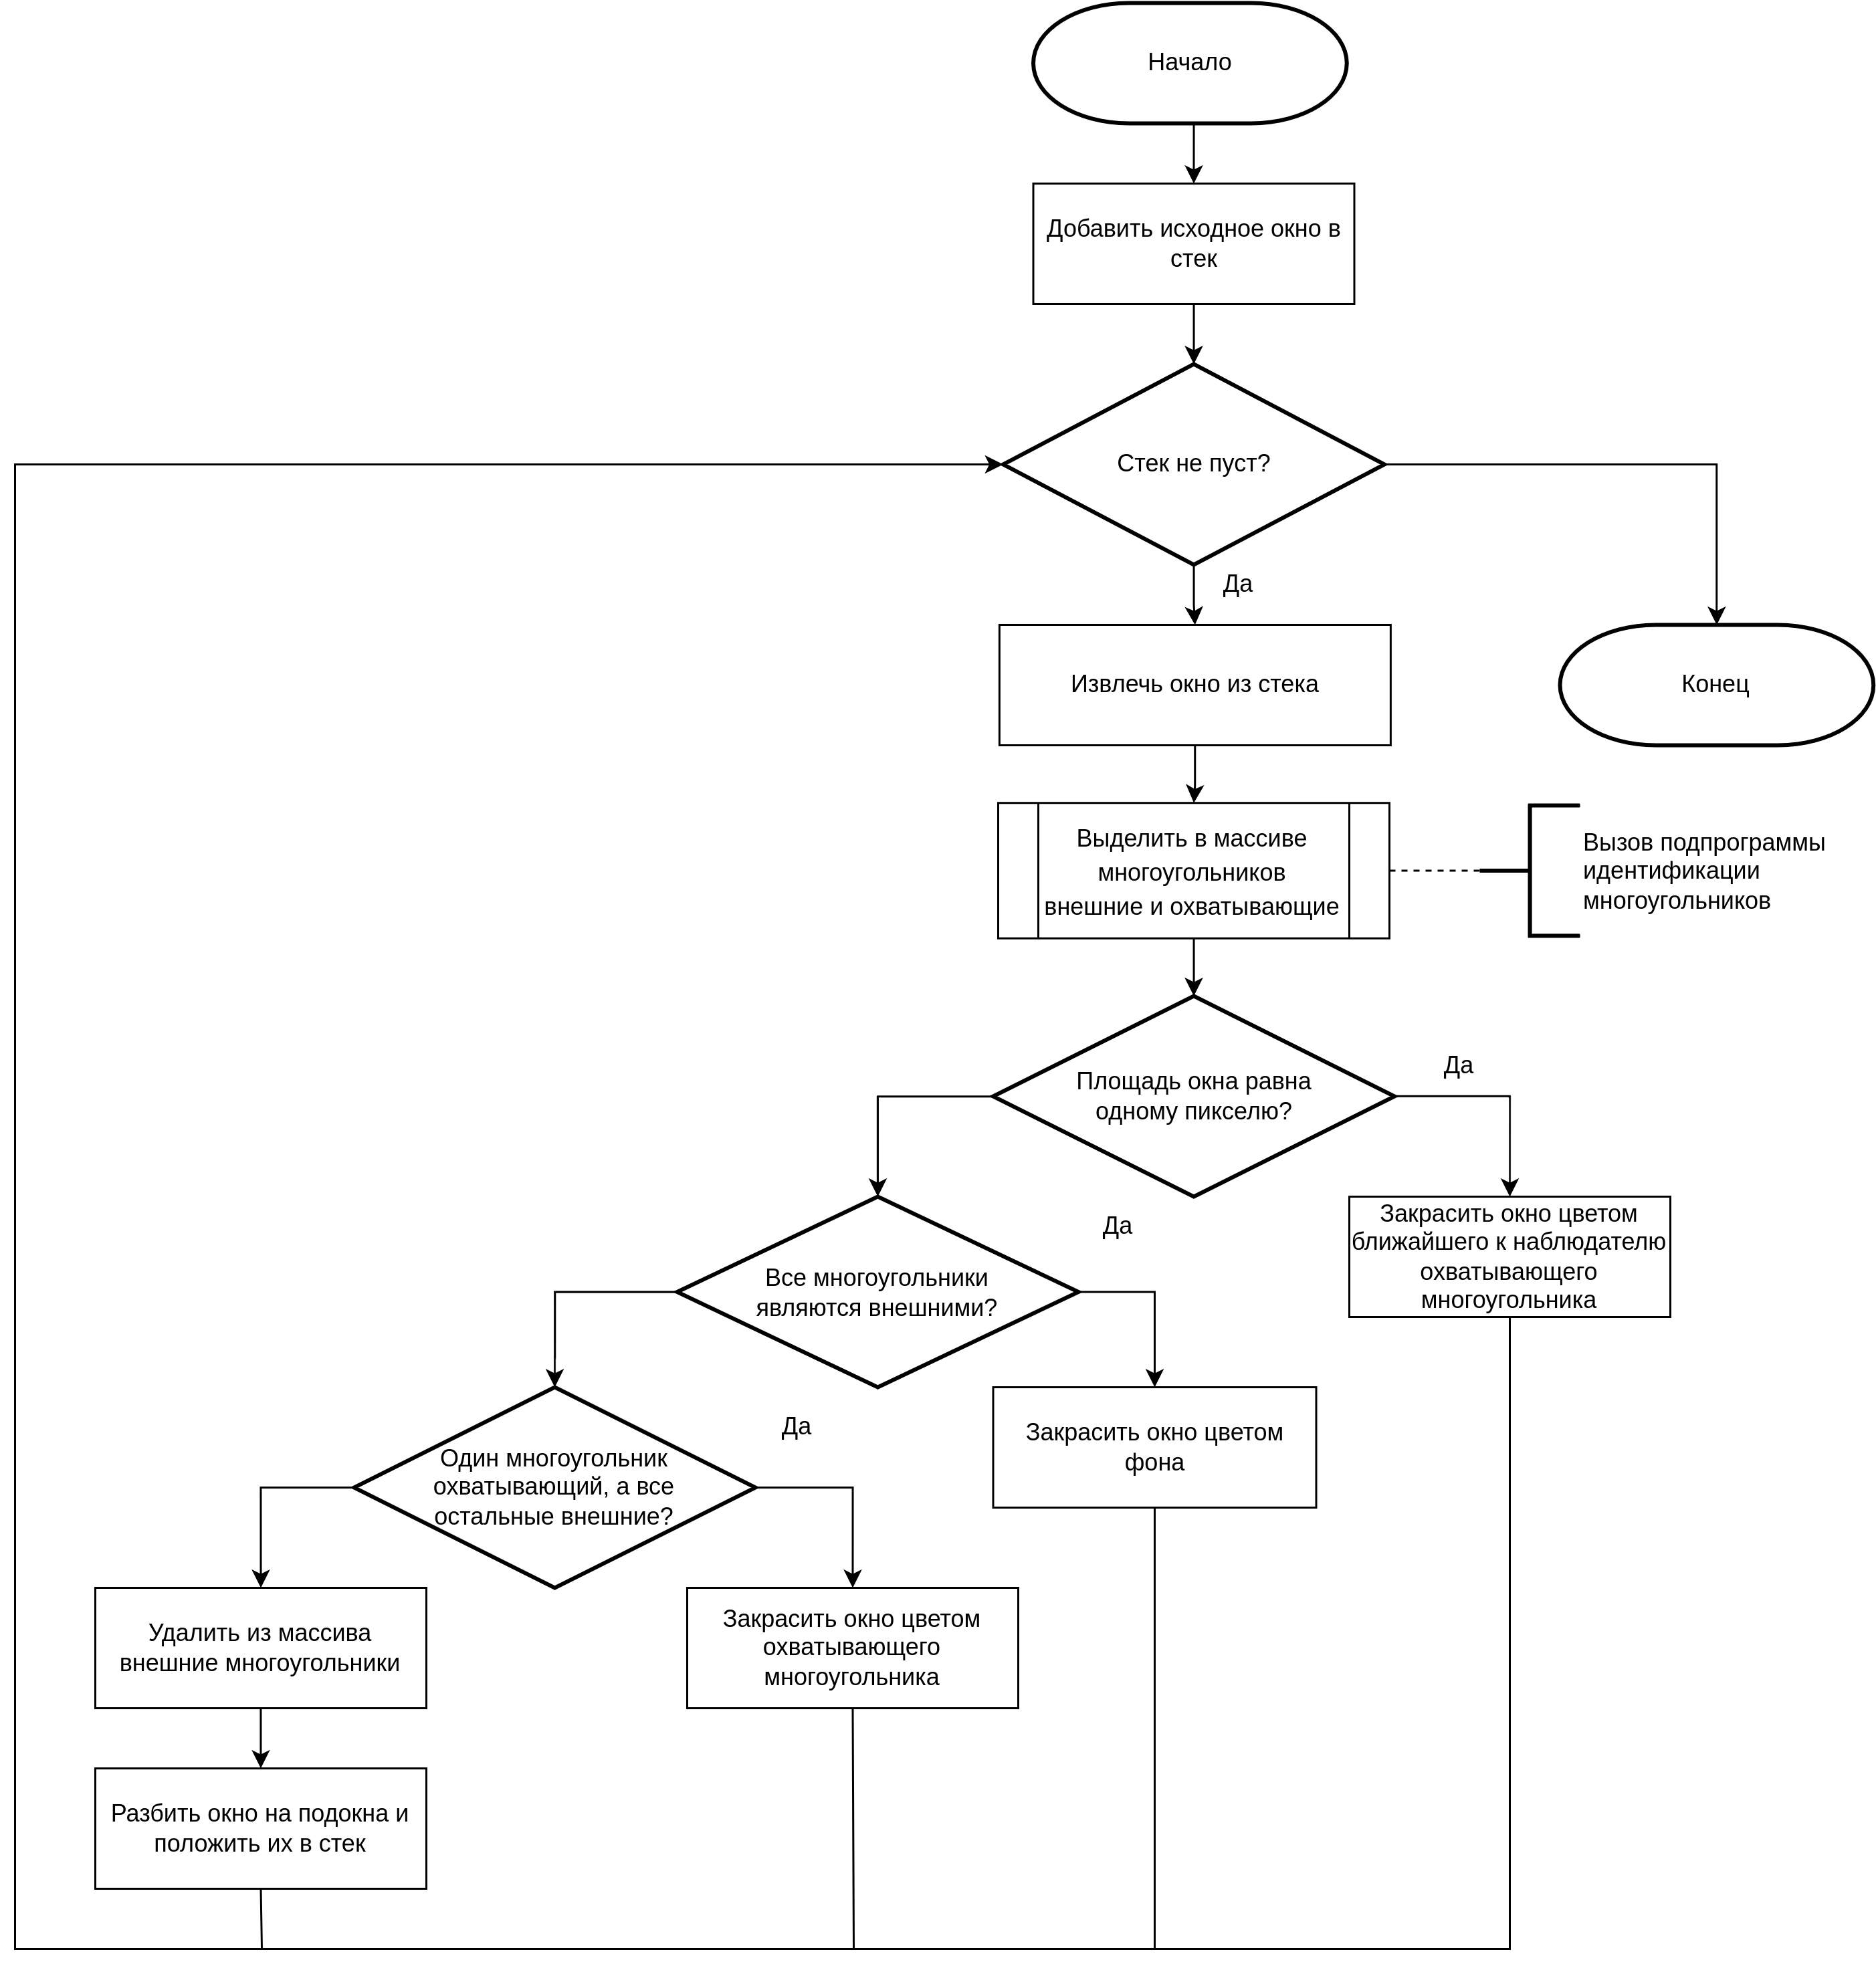 Начало
Добавить исходное окно в
стек
Стек не пуст?
Да
Извлечь окно из стека
Конец
Выделить в массиве
многоугольников
внешние и охватывающие
Вызов подпрограммы
идентификации
многоугольников
Площадь окна равна
одному пикселю?
Да
Закрасить окно цветом
ближайшего к наблюдателю
охватывающего
многоугольника
Да
Все многоугольники
являются внешними?
Закрасить окно цветом
фона
Да
Один многоугольник
охватывающий, а все
остальные внешние?
Удалить из массива
внешние многоугольники
Закрасить окно цветом
охватывающего
многоугольника
Разбить окно на подокна и
положить их в стек